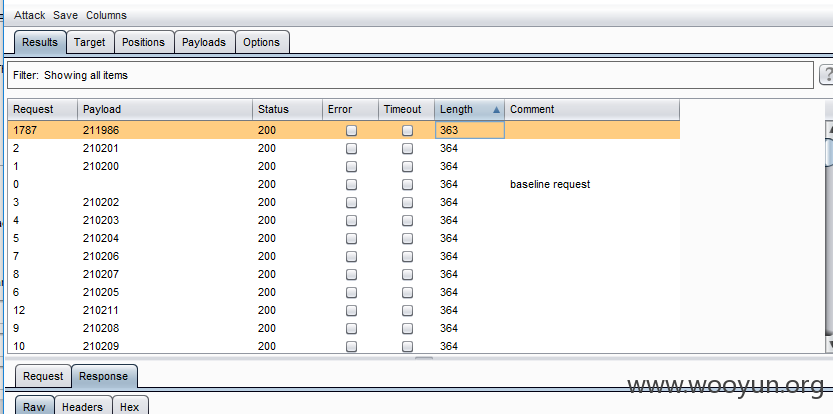 Attack Save Columns
Results Target Positions Payloads Options
Filter: Showing all items
?
Request Payload Status Error Timeout Length Comment
1787 211986 200 363
2 210201 200 364
1 210200 200 364
0 200 364 baseline request
3 210202 200 364
4 210203 200 364
5 210204 200 364
7 210206 200 364
8 210207 200 364
6 210205 200 364
12 210211 200 364
9 210208 200 364
10 210209 200 364
Request Response
www.wooyun.org
Raw Headers Hex